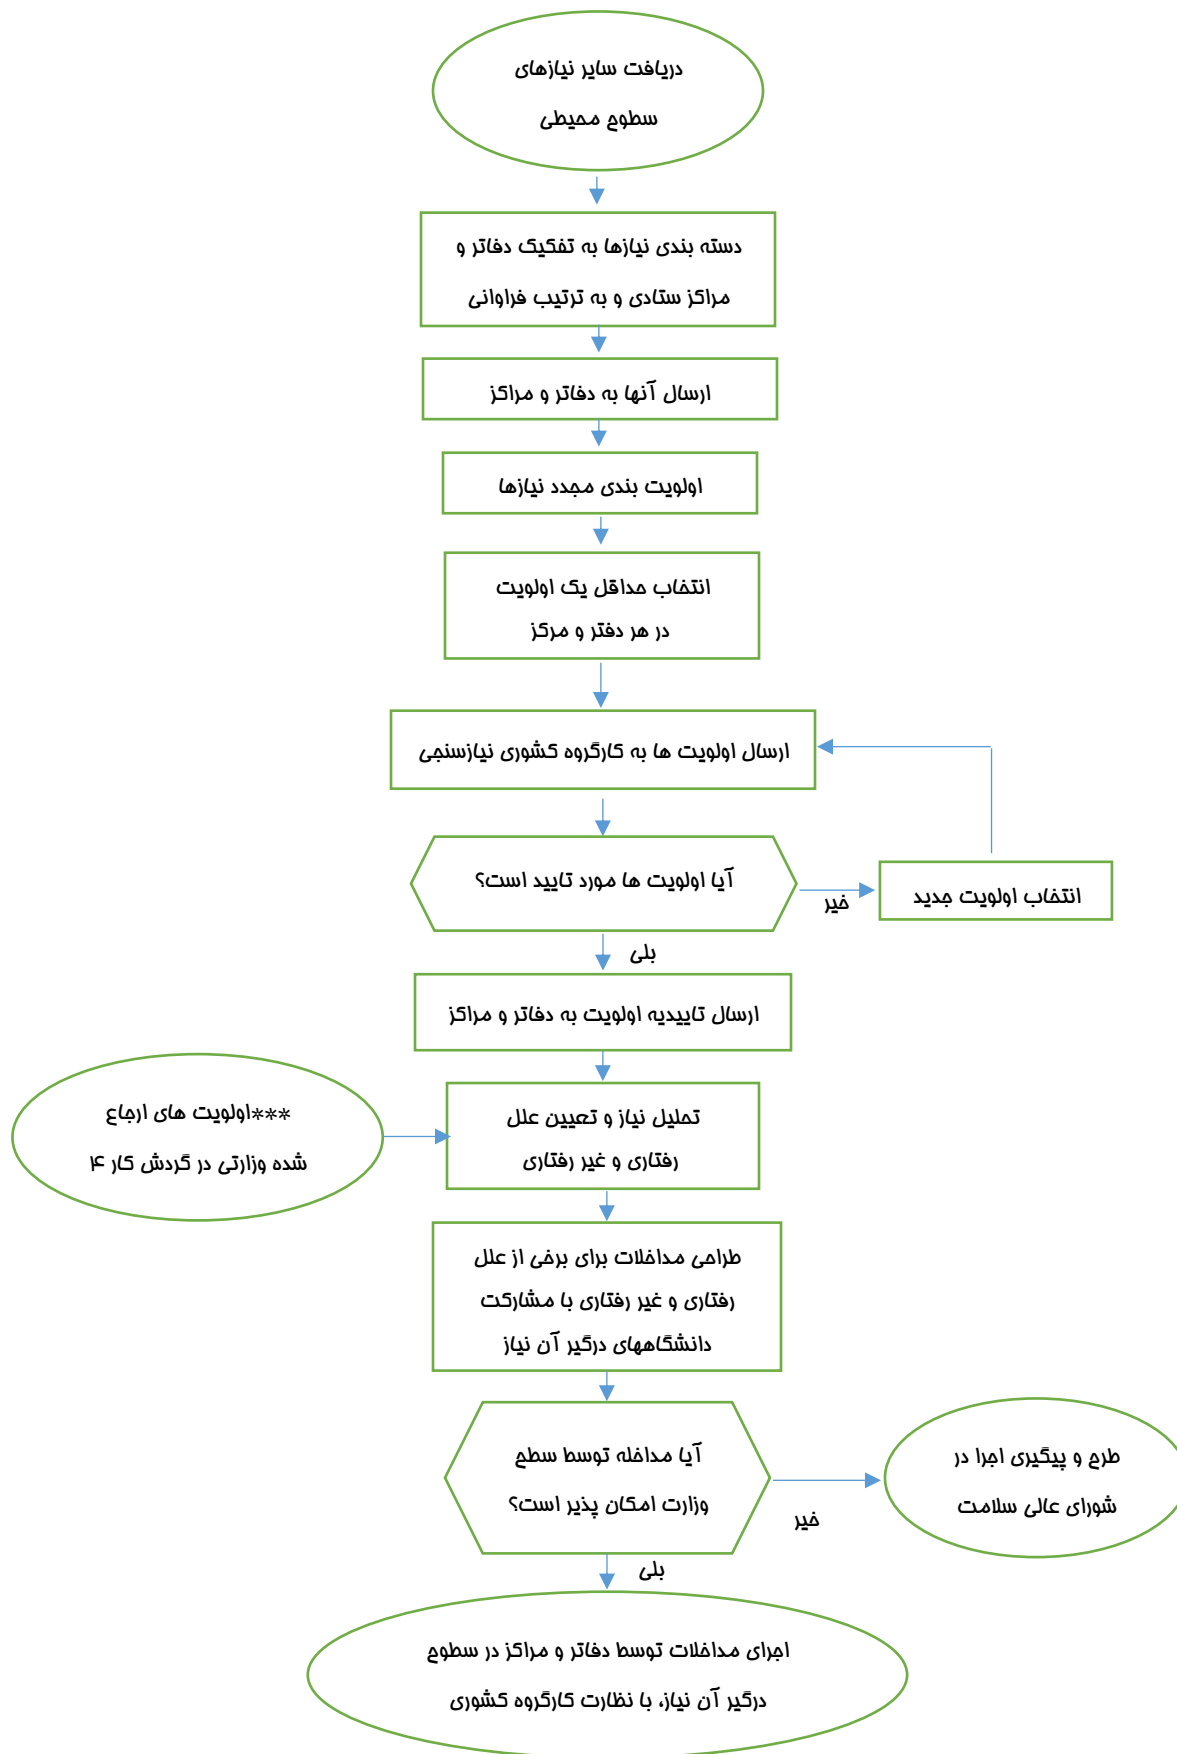 دریافت سایر نیازهای
سطوح محیطی
دسته بندی نیازها به تفکیک دفاتر و
مراکز ستادی و به ترتیب فراوانی
ارسال آنها به دفاتر و مراکز
اولویت بندی مجدد نیازها
انتخاب حداقل یک اولویت
در هر دفتر و مرکز
ارسال اولویت ها به کارگروه کشوری نیازسنجی
آیا اولویت ها مورد تایید است؟
خیر
انتخاب اولویت جدید
بلی
ارسال تاییدیه اولویت به دفاتر و مراکز
***اولویت های ارجاع
شده وزارتی در گردش کار ۴
تحلیل نیاز و تعیین علل
رفتاری و غیر رفتاری
طراحی مداخلات برای برخی از علل
رفتاری و غیر رفتاری با مشارکت
دانشگاههای درگیر آن نیاز
آیا مداخله توسط سطح
وزارت امکان پذیر است؟
خیر
طرح و پیگیری اجرا در
شورای عالی سلامت
بلی
اجرای مداخلات توسط دفاتر و مراکز در سطوح
درگیر آن نیاز، با نظارت کارگروه کشوری